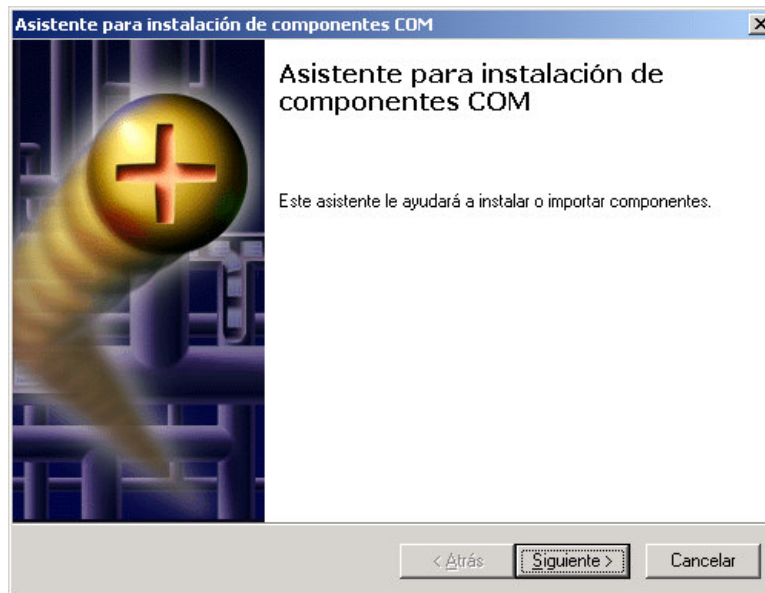 Asistente para instalación de componentes COM
Asistente para instalación de
componentes COM
Este asistente le ayudará a instalar o importar componentes.
< Atrás
Siguiente >
Cancelar